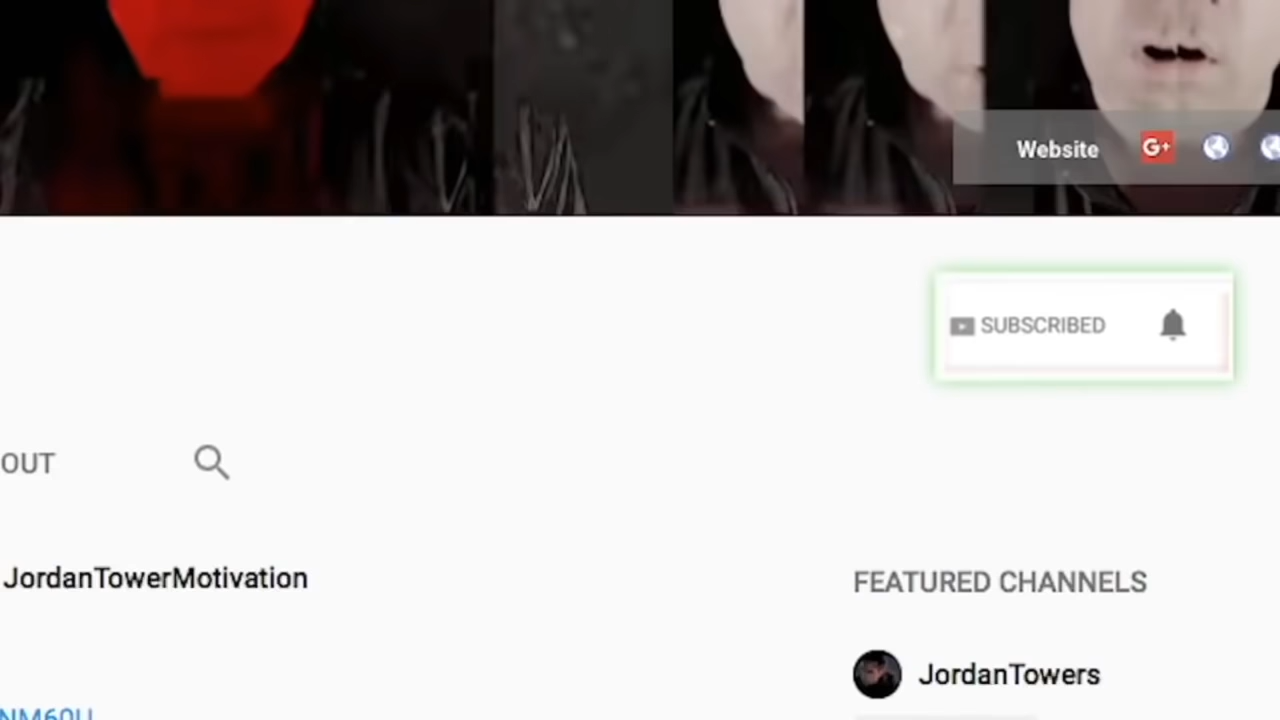 Website G+
SUBSCRIBED
OUT
JordanTowerMotivation
FEATURED CHANNELS
JordanTowers